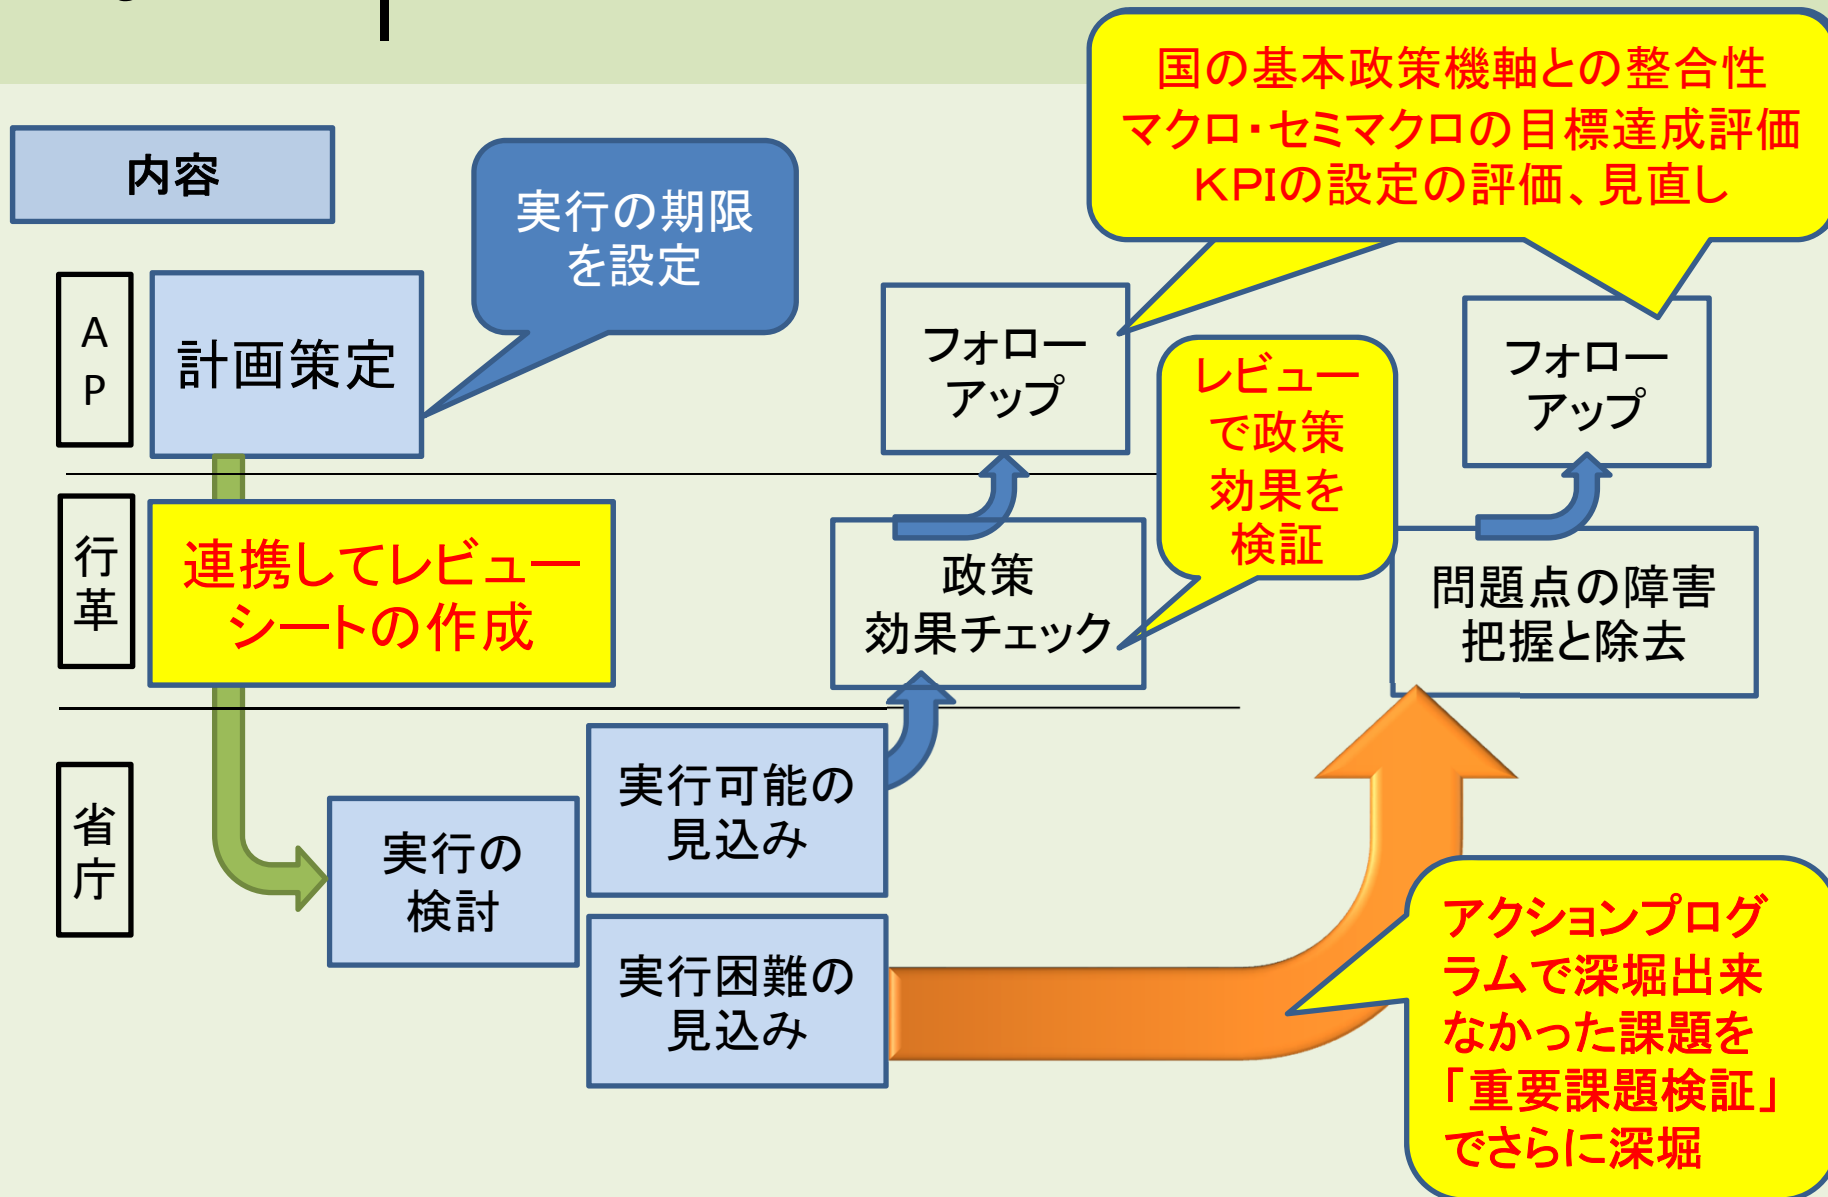 国の基本政策機軸との整合性
マクロ・セミマクロの目標達成評価
KPIの設定の評価、見直し
内容
実行の期限
を設定
A
P
計画策定
フォロー
アップ
フォロー
アップ
レビュー
で政策
効果を
検証
行
革
連携してレビュー
シートの作成
政策
効果チェック
問題点の障害
把握と除去
省
庁
実行の
検討
実行可能の
見込み
実行困難の
見込み
アクションプログ
ラムで深堀出来
なかった課題を
「重要課題検証」
でさらに深堀